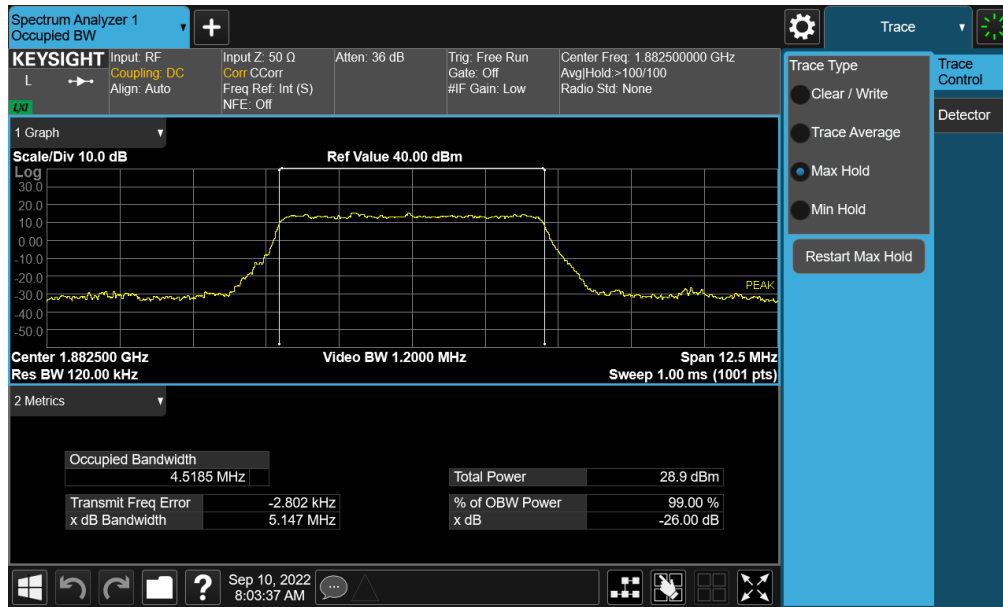 Spectrum Analyzer 1
Occupied BW
+
Trace
KEYSIGHT
L
LXI
Input: RF
Coupling: DC
Align: Auto
Input Z: 50 Ω
Corr CCorr
Freq Ref: Int (S)
NFE: Off
Atten: 36 dB
Trig: Free Run
Gate: Off
#IF Gain: Low
Center Freq: 1.882500000 GHz
Avg|Hold:>100/100
Radio Std: None
1 Graph
Scale/Div 10.0 dB
Ref Value 40.00 dBm
Log
30.0
20.0
10.0
0.00
-10.0
-20.0
-30.0
-40.0
-50.0
PEAK
Center 1.882500 GHz
Video BW 1.2000 MHz
Span 12.5 MHz
Res BW 120.00 kHz
Sweep 1.00 ms (1001 pts)
2 Metrics
Occupied Bandwidth
4.5185 MHz
Total Power 28.9 dBm
Transmit Freq Error -2.802 kHz
% of OBW Power 99.00 %
x dB Bandwidth 5.147 MHz
x dB -26.00 dB
Trace Type
Clear / Write
Trace Average
Max Hold
Min Hold
Restart Max Hold
Trace
Control
Detector
?
Sep 10, 2022
8:03:37 AM